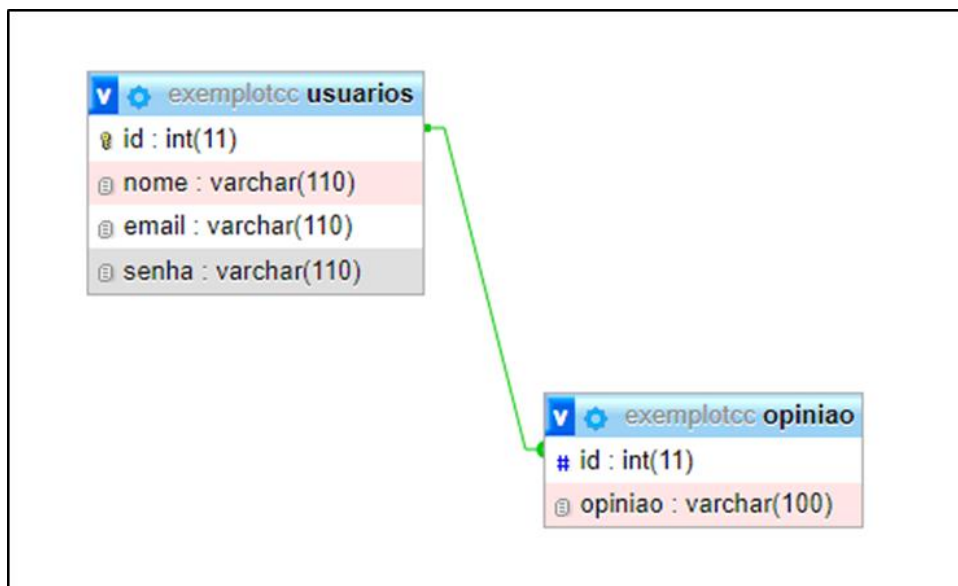 v exemplotcc usuarios
id : int(11)
nome : varchar(110)
email : varchar(110)
senha : varchar(110)
v exemplotcc opiniao
# id : int(11)
opiniao : varchar(100)